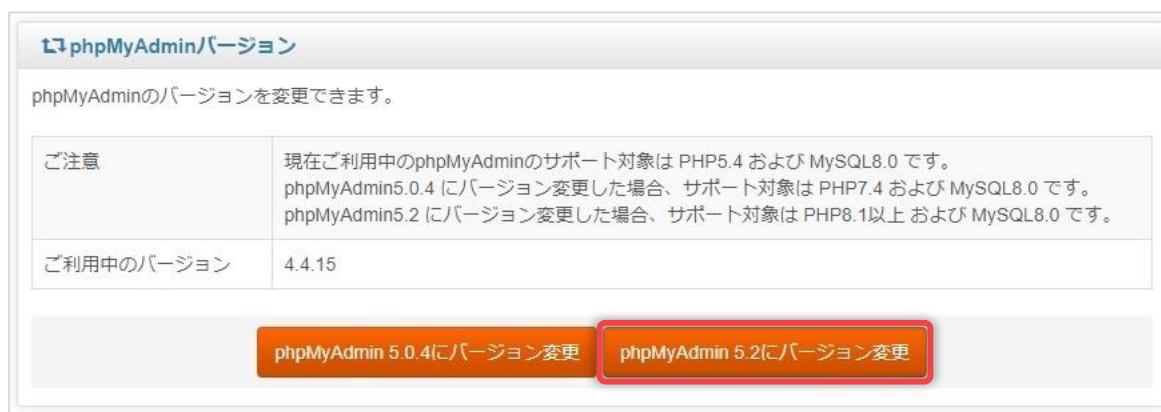 phpMyAdminバージョン
phpMyAdminのバージョンを変更できます。
ご注意
現在ご利用中のphpMyAdminのサポート対象は PHP5.4 および MySQL8.0 です。
phpMyAdmin5.0.4 にバージョン変更した場合、サポート対象は PHP7.4 および MySQL8.0 です。
phpMyAdmin5.2 にバージョン変更した場合、サポート対象は PHP8.1以上 および MySQL8.0 です。
ご利用中のバージョン
4.4.15
phpMyAdmin 5.0.4にバージョン変更
phpMyAdmin 5.2にバージョン変更